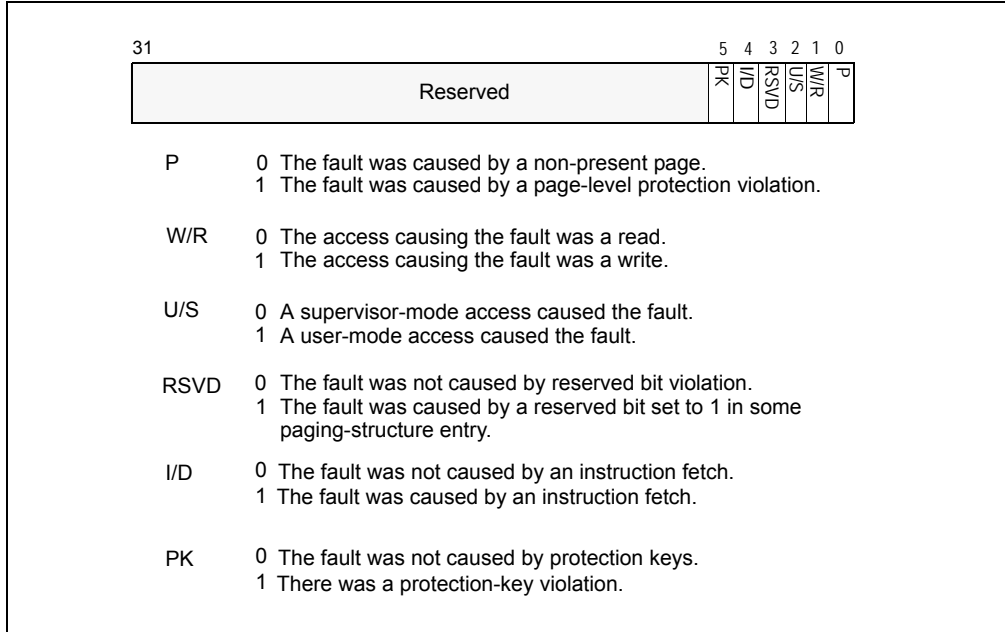 31 5 4 3 2 1 0
Reserved PK I/D RSVD U/S W/R P
P 0 The fault was caused by a non-present page.
1 The fault was caused by a page-level protection violation.
W/R 0 The access causing the fault was a read.
1 The access causing the fault was a write.
U/S 0 A supervisor-mode access caused the fault.
1 A user-mode access caused the fault.
RSVD 0 The fault was not caused by reserved bit violation.
1 The fault was caused by a reserved bit set to 1 in some
paging-structure entry.
I/D 0 The fault was not caused by an instruction fetch.
1 The fault was caused by an instruction fetch.
PK 0 The fault was not caused by protection keys.
1 There was a protection-key violation.